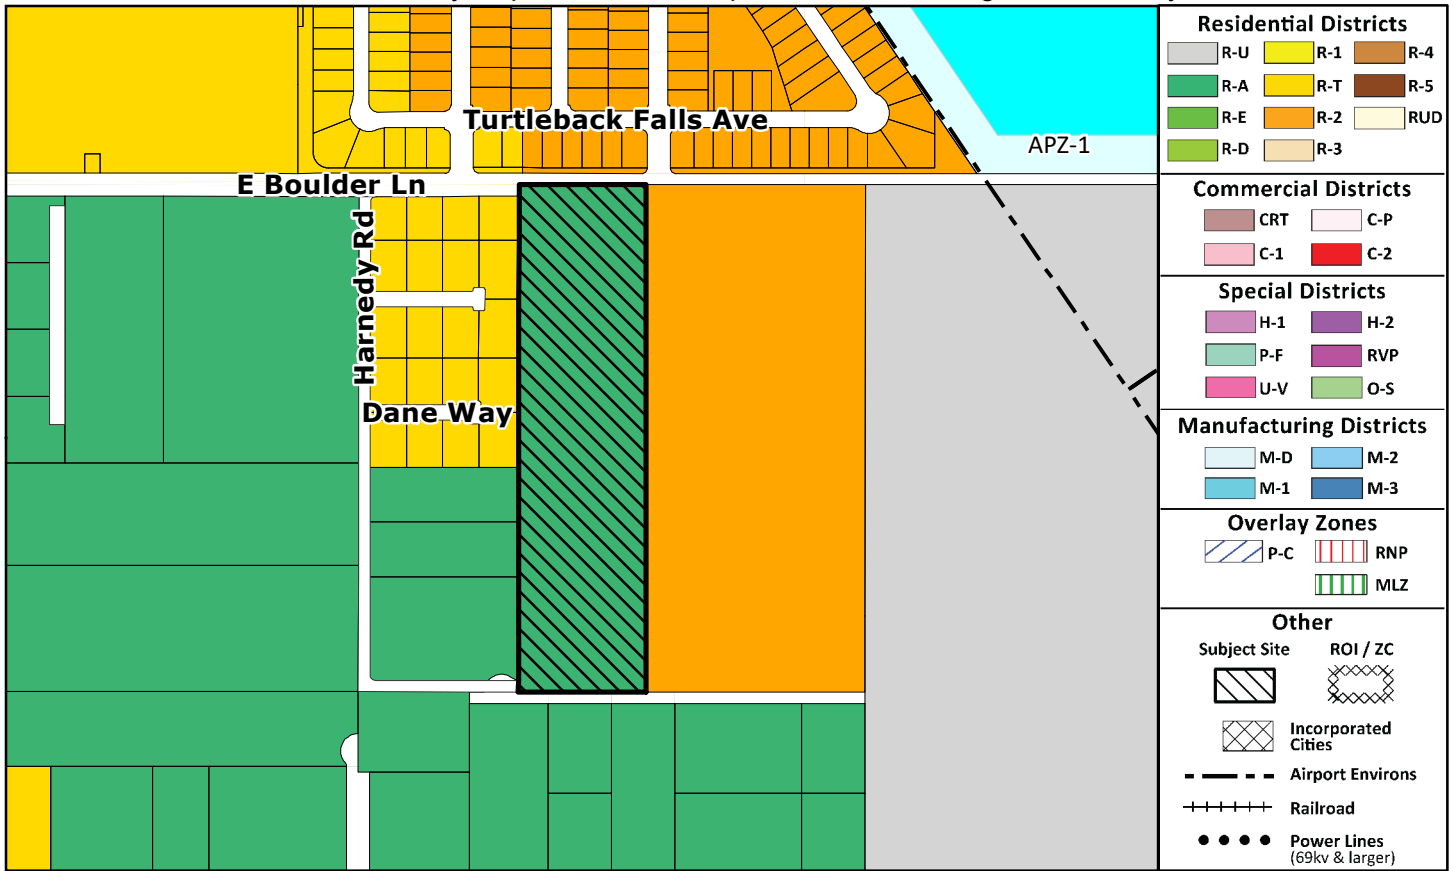 Turtleback Falls Ave
APZ-1
E Boulder Ln
Harnedy Rd
Dane Way
Residential Districts
R-U R-1 R-4
R-A R-T R-5
R-E R-2 RUD
R-D R-3
Commercial Districts
CRT C-P
C-1 C-2
Special Districts
H-1 H-2
P-F RVP
U-V O-S
Manufacturing Districts
M-D M-2
M-1 M-3
Overlay Zones
P-C RNP
MLZ
Other
Subject Site ROI / ZC
Incorporated
Cities
Airport Environs
Railroad
Power Lines
(69kv & larger)